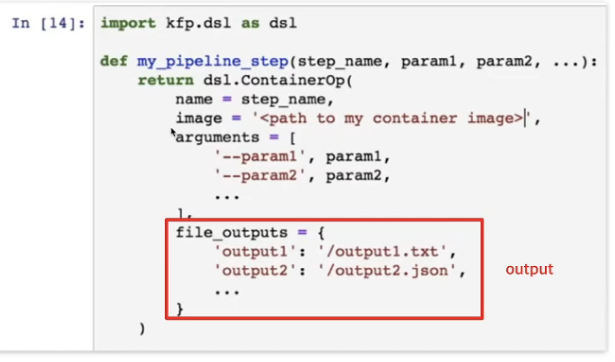 In [14]: import kfp.dsl as dsl
def my_pipeline_step(step_name, param1, param2, ...):
    return dsl.ContainerOp(
        name = step_name,
        image = '<path to my container image>',
        arguments = [
            '--param1', param1,
            '--param2', param2,
            ...
        ],
        file_outputs = {
            'output1': '/output1.txt',
            'output2': '/output2.json',
            ...
        }
    )
output